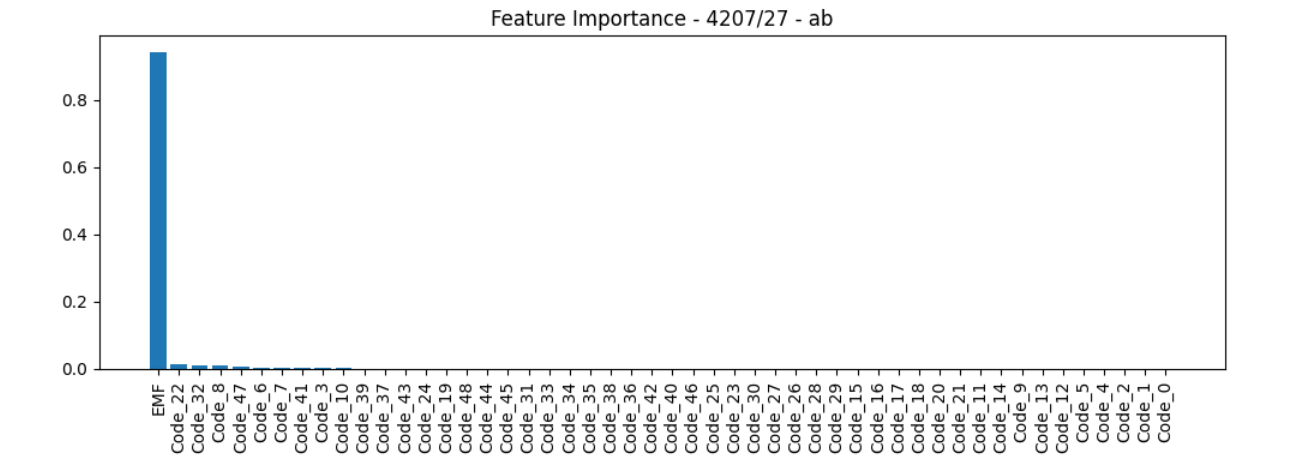 Feature Importance - 4207/27 - ab
0.8
0.6
0.4
0.2
0.0
EMF
Code_22
Code_32
Code_8
Code_47
Code_6
Code_7
Code_41
Code_3
Code_10
Code_39
Code_37
Code_43
Code_24
Code_19
Code_48
Code_44
Code_45
Code_31
Code_33
Code_34
Code_35
Code_38
Code_36
Code_42
Code_40
Code_46
Code_25
Code_23
Code_30
Code_27
Code_26
Code_28
Code_29
Code_15
Code_16
Code_17
Code_18
Code_20
Code_21
Code_11
Code_14
Code_9
Code_13
Code_12
Code_5
Code_4
Code_2
Code_1
Code_0